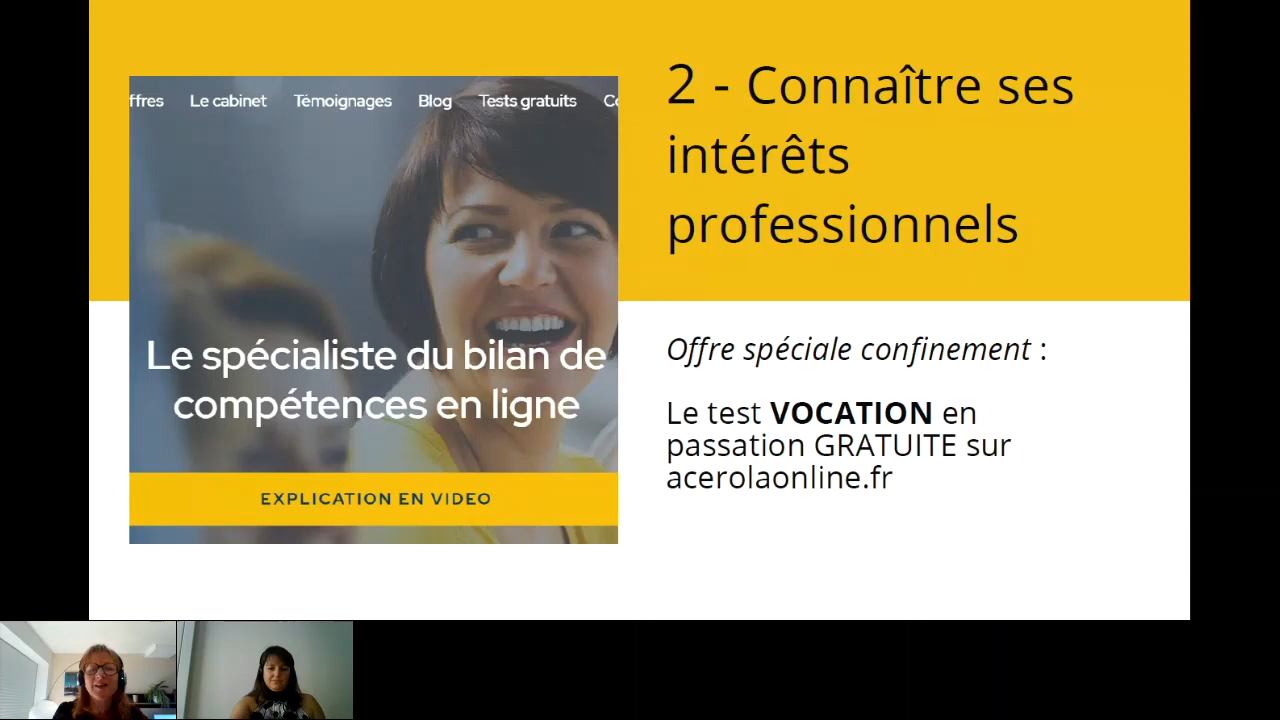 ffres Le cabinet Témoignages Blog Tests gratuits
Le spécialiste du bilan de
compétences en ligne
EXPLICATION EN VIDEO
2 - Connaître ses
intérêts
professionnels
Offre spéciale confinement :
Le test VOCATION en
passation GRATUITE sur
acerolaonline.fr